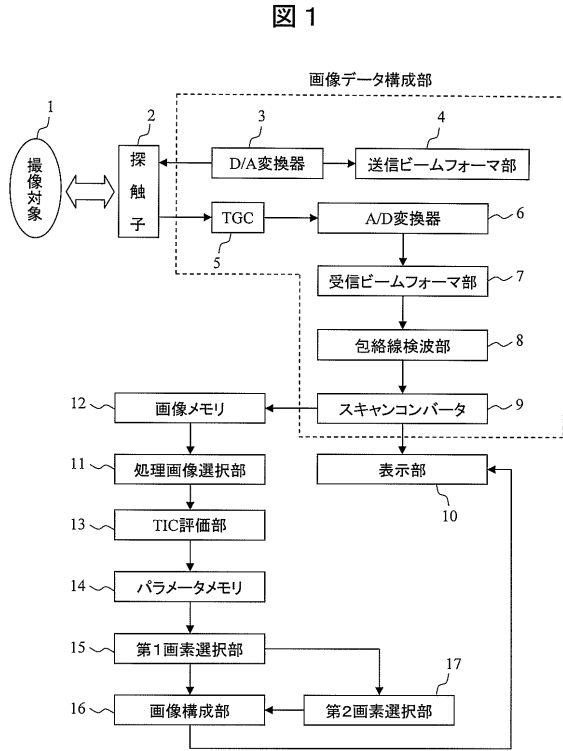 図１
画像データ構成部
1
2
3
4
撮像対象
探触子
D/A変換器
送信ビームフォーマ部
TGC
5
A/D変換器
6
受信ビームフォーマ部
7
包絡線検波部
8
12
画像メモリ
スキャンコンバータ
9
11
処理画像選択部
表示部
10
13
TIC評価部
14
パラメータメモリ
15
第１画素選択部
17
16
画像構成部
第２画素選択部